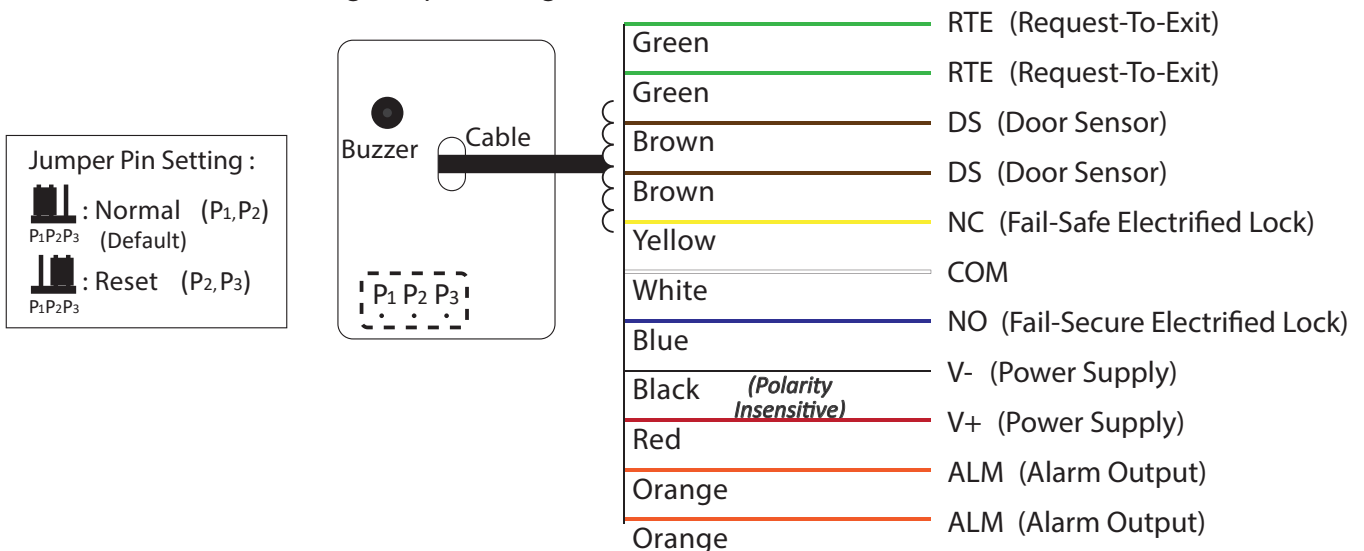 Jumper Pin Setting :
: Normal (P1,P2)
P1P2P3 (Default)
: Reset (P2,P3)
P1P2P3
Buzzer
Cable
P1 P2 P3
Green RTE (Request-To-Exit)
Green RTE (Request-To-Exit)
Brown DS (Door Sensor)
Brown DS (Door Sensor)
Yellow NC (Fail-Safe Electrified Lock)
White COM
Blue NO (Fail-Secure Electrified Lock)
Black (Polarity Insensitive) V- (Power Supply)
Red V+ (Power Supply)
Orange ALM (Alarm Output)
Orange ALM (Alarm Output)